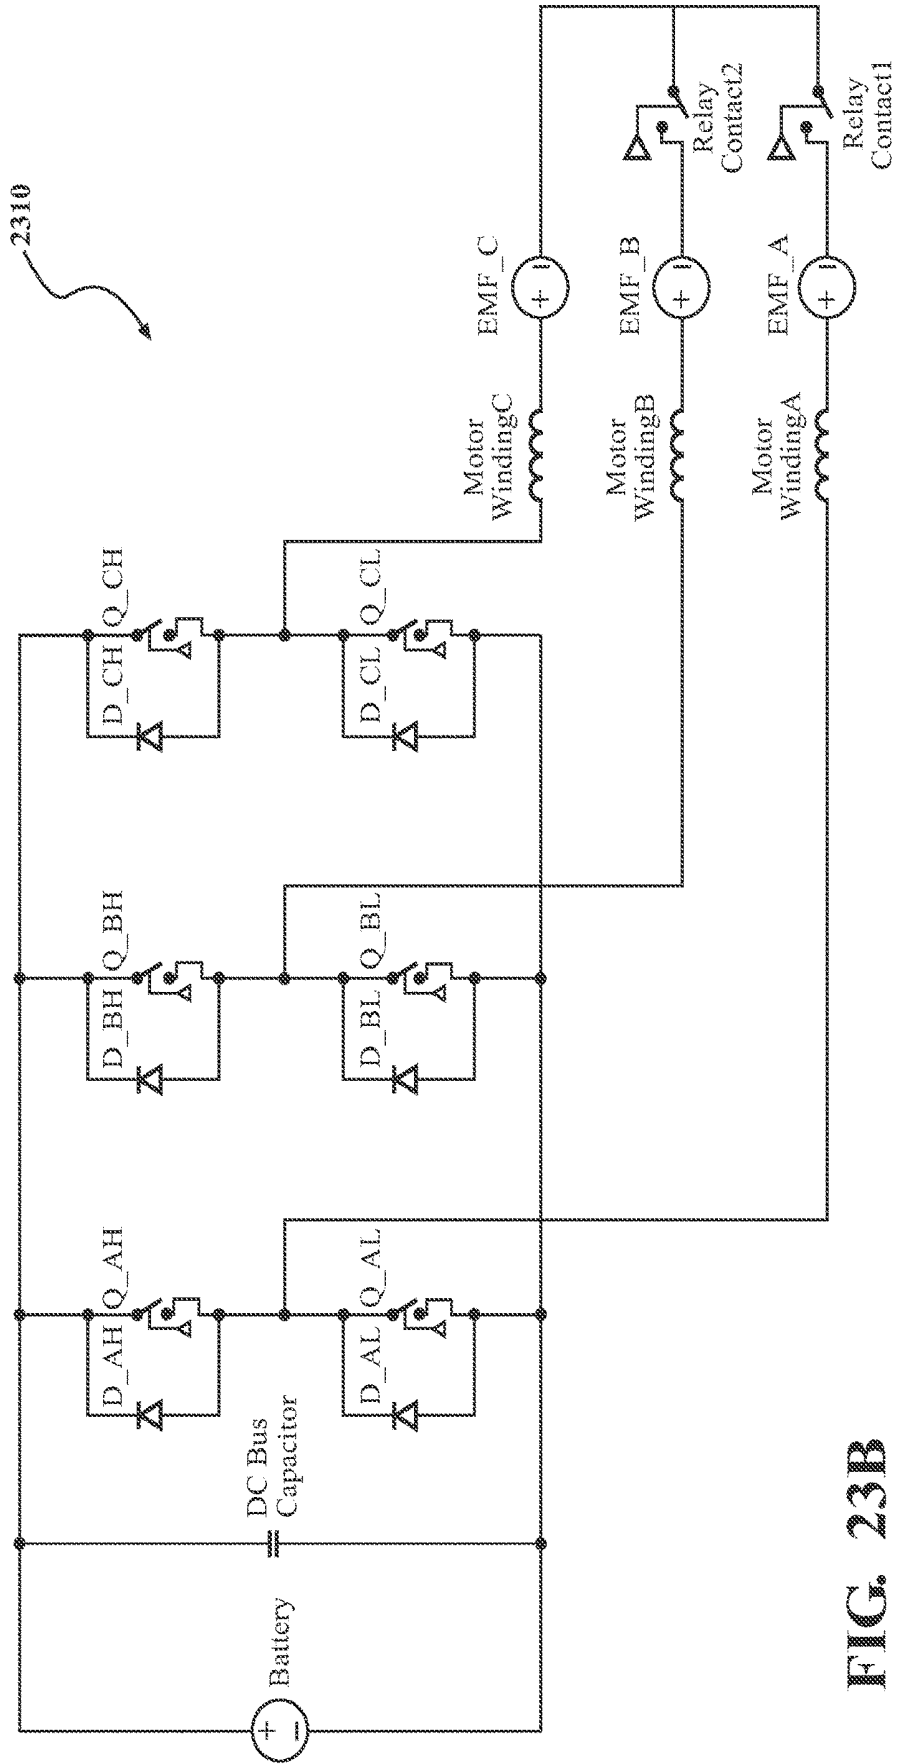 2310
Battery
DC Bus
Capacitor
D_AH Q_AH
D_AL Q_AL
D_BH Q_BH
D_BL Q_BL
D_CH Q_CH
D_CL Q_CL
Motor
WindingC
EMF_C
Motor
WindingB
EMF_B
Relay
Contact2
Motor
WindingA
EMF_A
Relay
Contact1
FIG. 23B